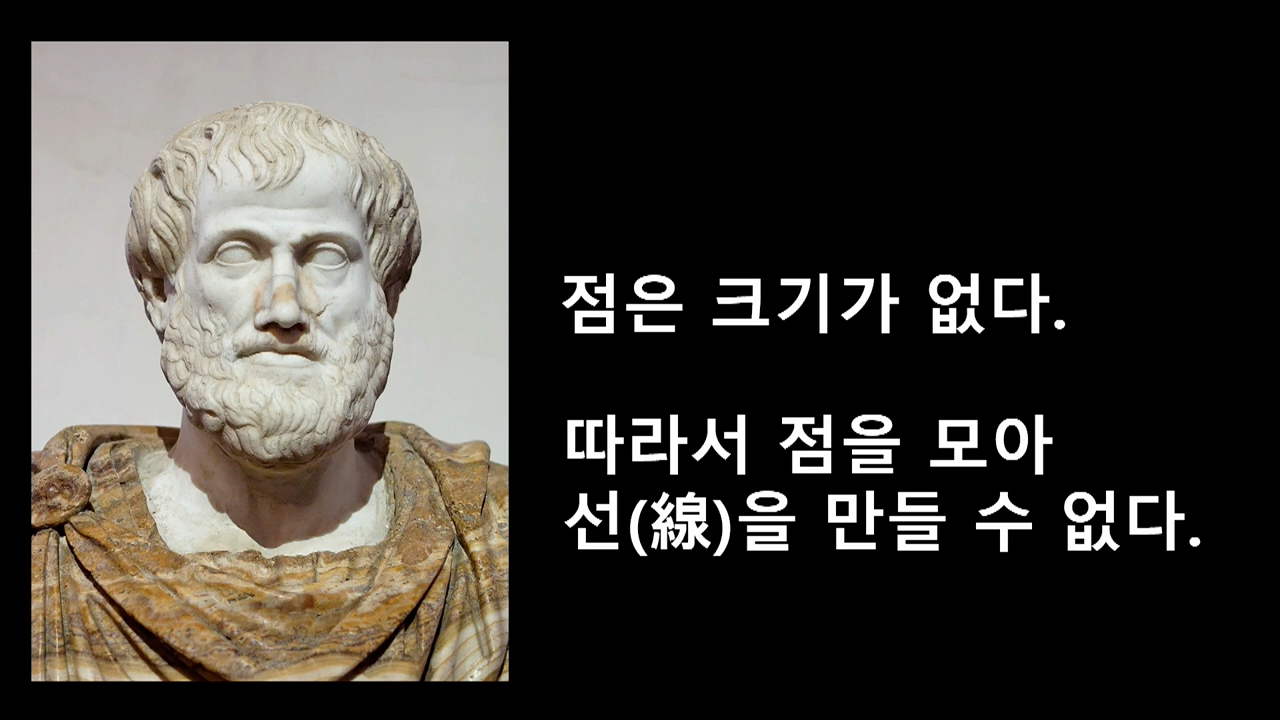 점은 크기가 없다.
따라서 점을 모아
선(線)을 만들 수 없다.